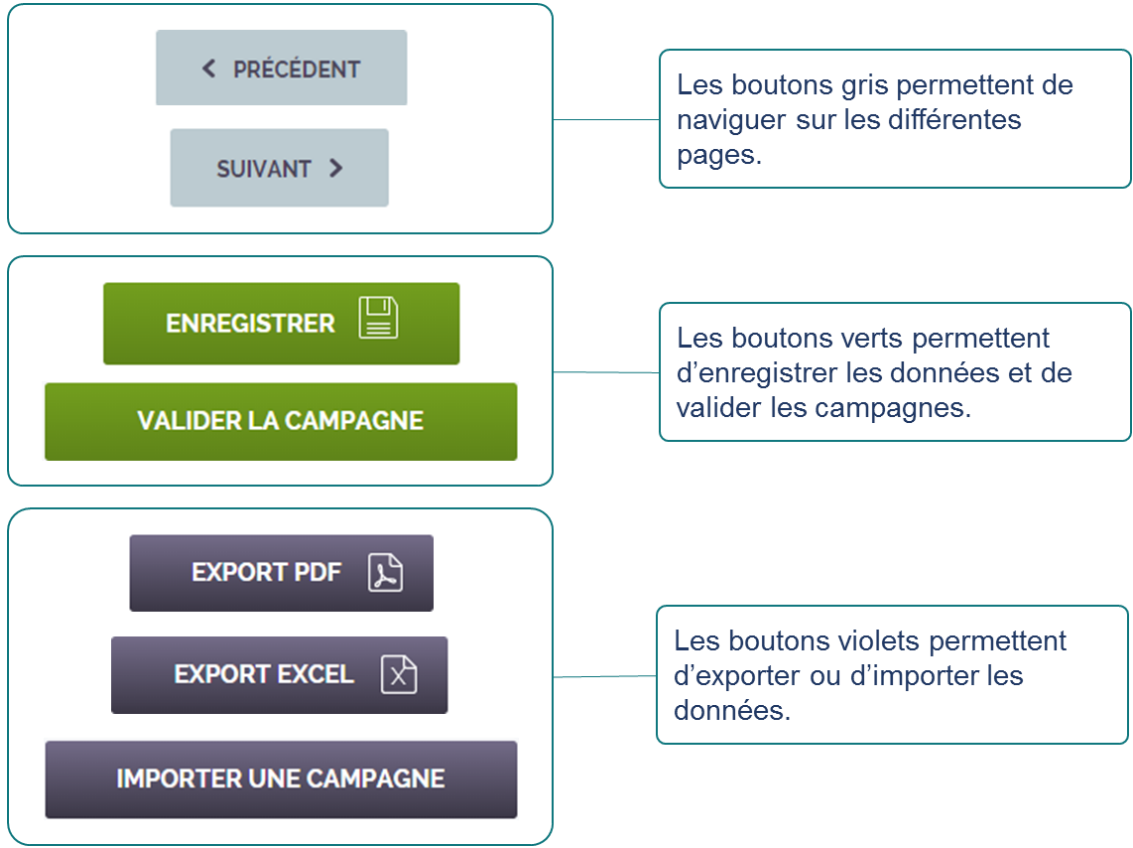 PRÉCÉDENT
SUIVANT
Les boutons gris permettent de
naviguer sur les différentes
pages.
ENREGISTRER
VALIDER LA CAMPAGNE
Les boutons verts permettent
d’enregistrer les données et de
valider les campagnes.
EXPORT PDF
EXPORT EXCEL
IMPORTER UNE CAMPAGNE
Les boutons violets permettent
d’exporter ou d’importer les
données.